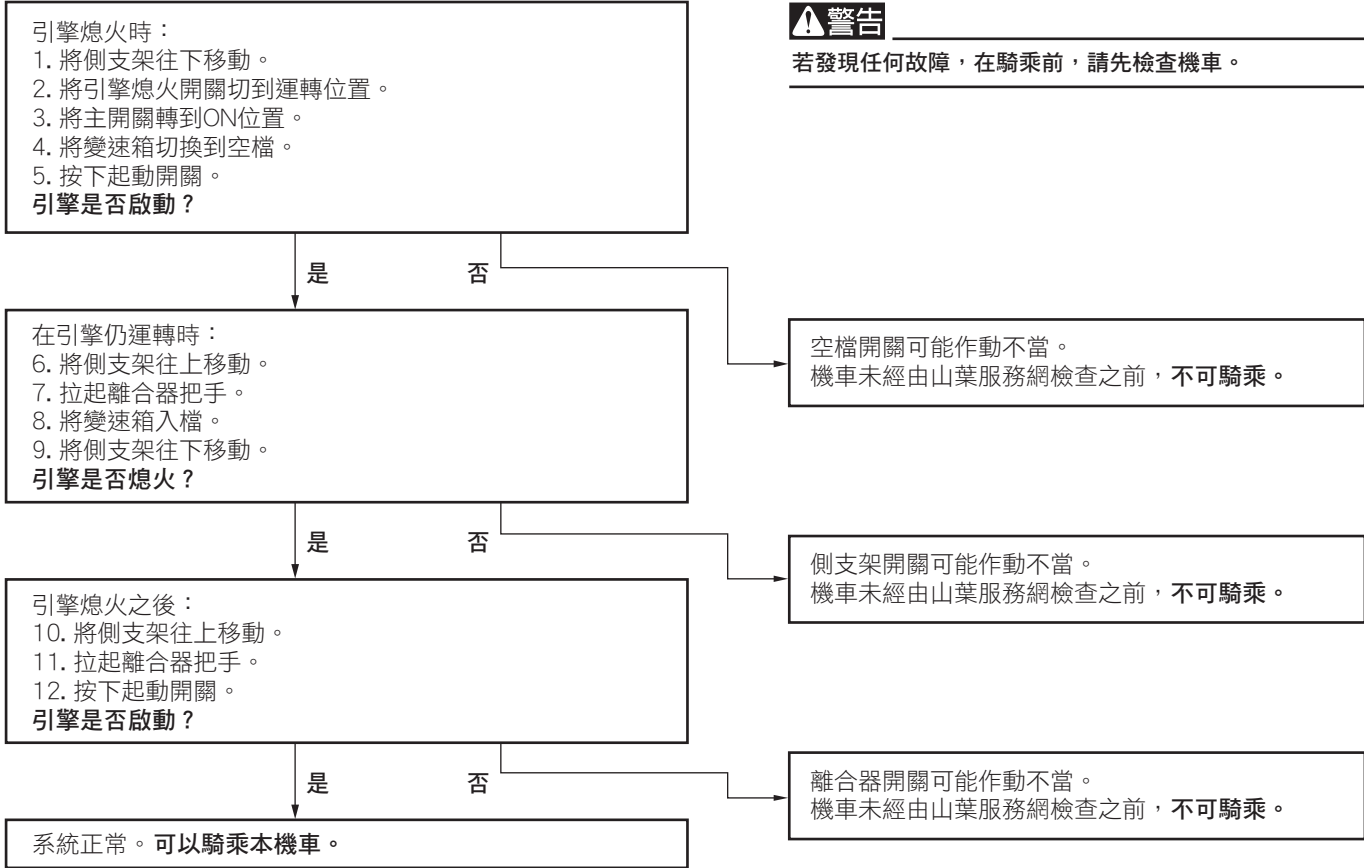 引擎熄火時：
1. 將側支架往下移動。
2. 將引擎熄火開關切到運轉位置。
3. 將主開關轉到ON位置。
4. 將變速箱切換到空檔。
5. 按下起動開關。
引擎是否啟動？
警告
若發現任何故障，在騎乘前，請先檢查機車。
是
否
空檔開關可能作動不當。
機車未經由山葉服務網檢查之前，不可騎乘。
在引擎仍運轉時：
6. 將側支架往上移動。
7. 拉起離合器把手。
8. 將變速箱入檔。
9. 將側支架往下移動。
引擎是否熄火？
是
否
側支架開關可能作動不當。
機車未經由山葉服務網檢查之前，不可騎乘。
引擎熄火之後：
10. 將側支架往上移動。
11. 拉起離合器把手。
12. 按下起動開關。
引擎是否啟動？
是
否
離合器開關可能作動不當。
機車未經由山葉服務網檢查之前，不可騎乘。
系統正常。可以騎乘本機車。